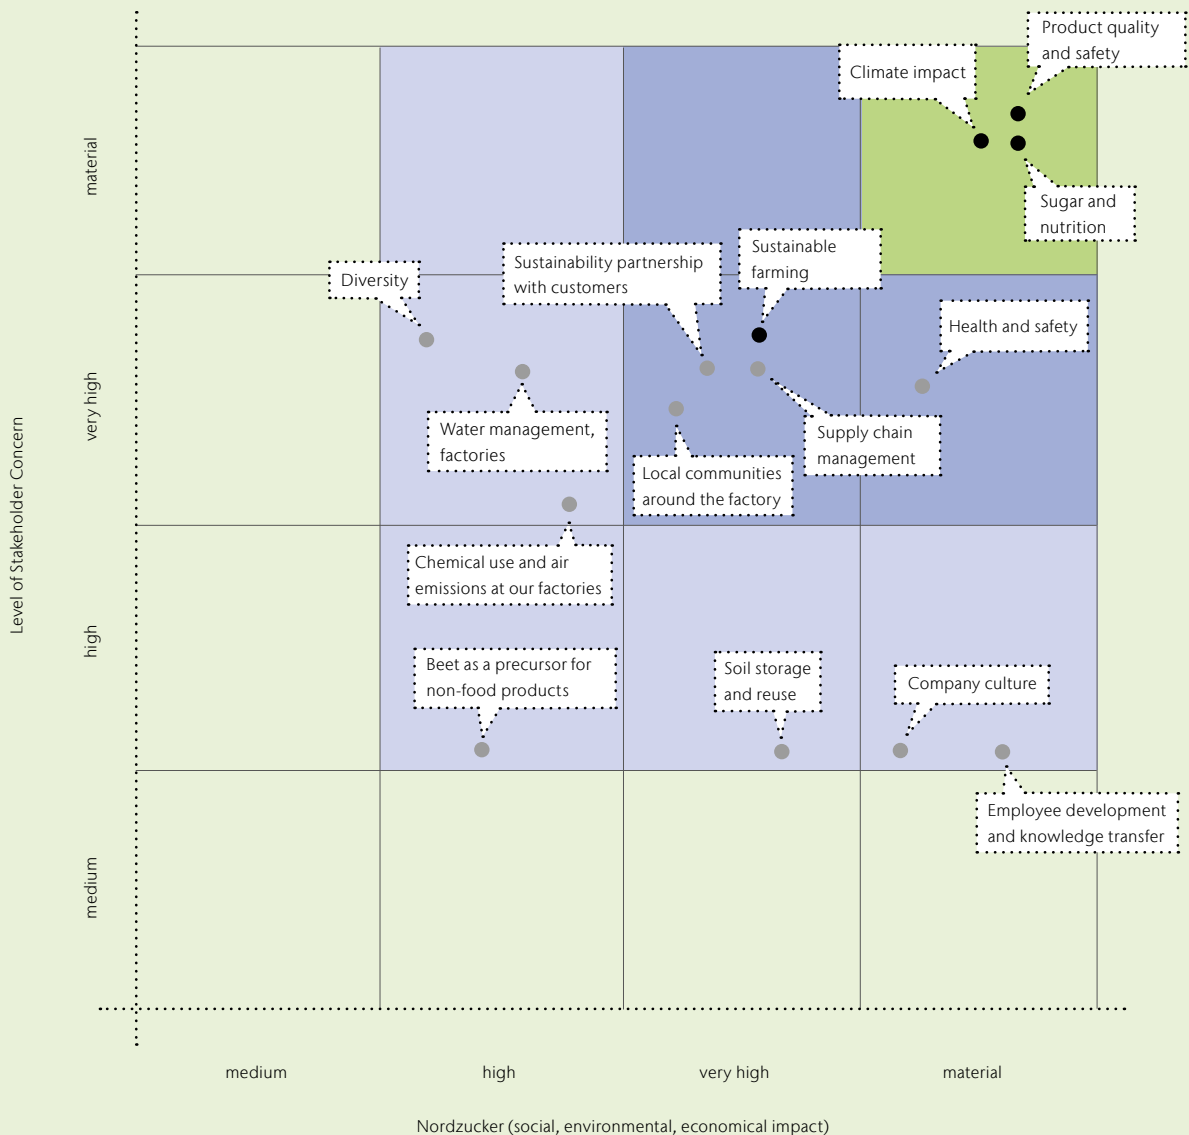 Product quality
and safety
Climate impact
Sugar and
nutrition
Sustainable
farming
Sustainability partnership
with customers
Diversity
Health and safety
Water management,
factories
Supply chain
management
Local communities
around the factory
Chemical use and air
emissions at our factories
Beet as a precursor for
non-food products
Soil storage
and reuse
Company culture
Employee development
and knowledge transfer
Level of Stakeholder Concern
material
very high
high
medium
medium
high
very high
material
Nordzucker (social, environmental, economical impact)